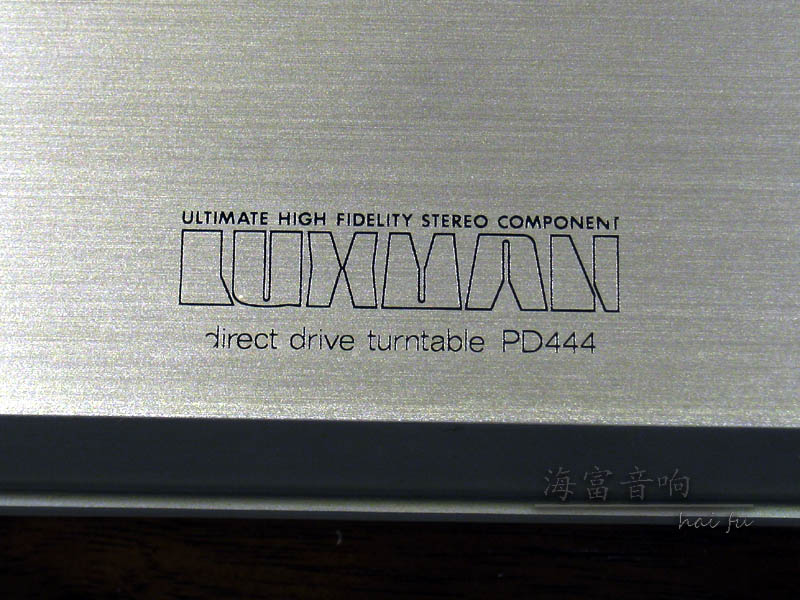 ULTIMATE HIGH FIDELITY STEREO COMPONENT
LUXMAN
direct drive turntable PD444
海富音响
hai fu